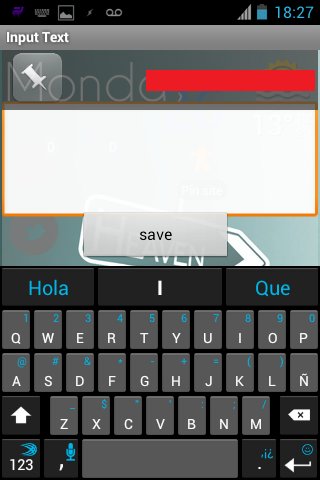 18:27
Input Text
Monday
13°
0 0
Pin site
save
HEAVEN
Hola I Que
1 2 3 4 5 6 7 8 9 0
Q W E R T Y U I O P
@ # & * - + = ( )
A S D F G H J K L Ñ
_ $ " ' : ; /
Z X C V B N M
123 , . ,¡¿